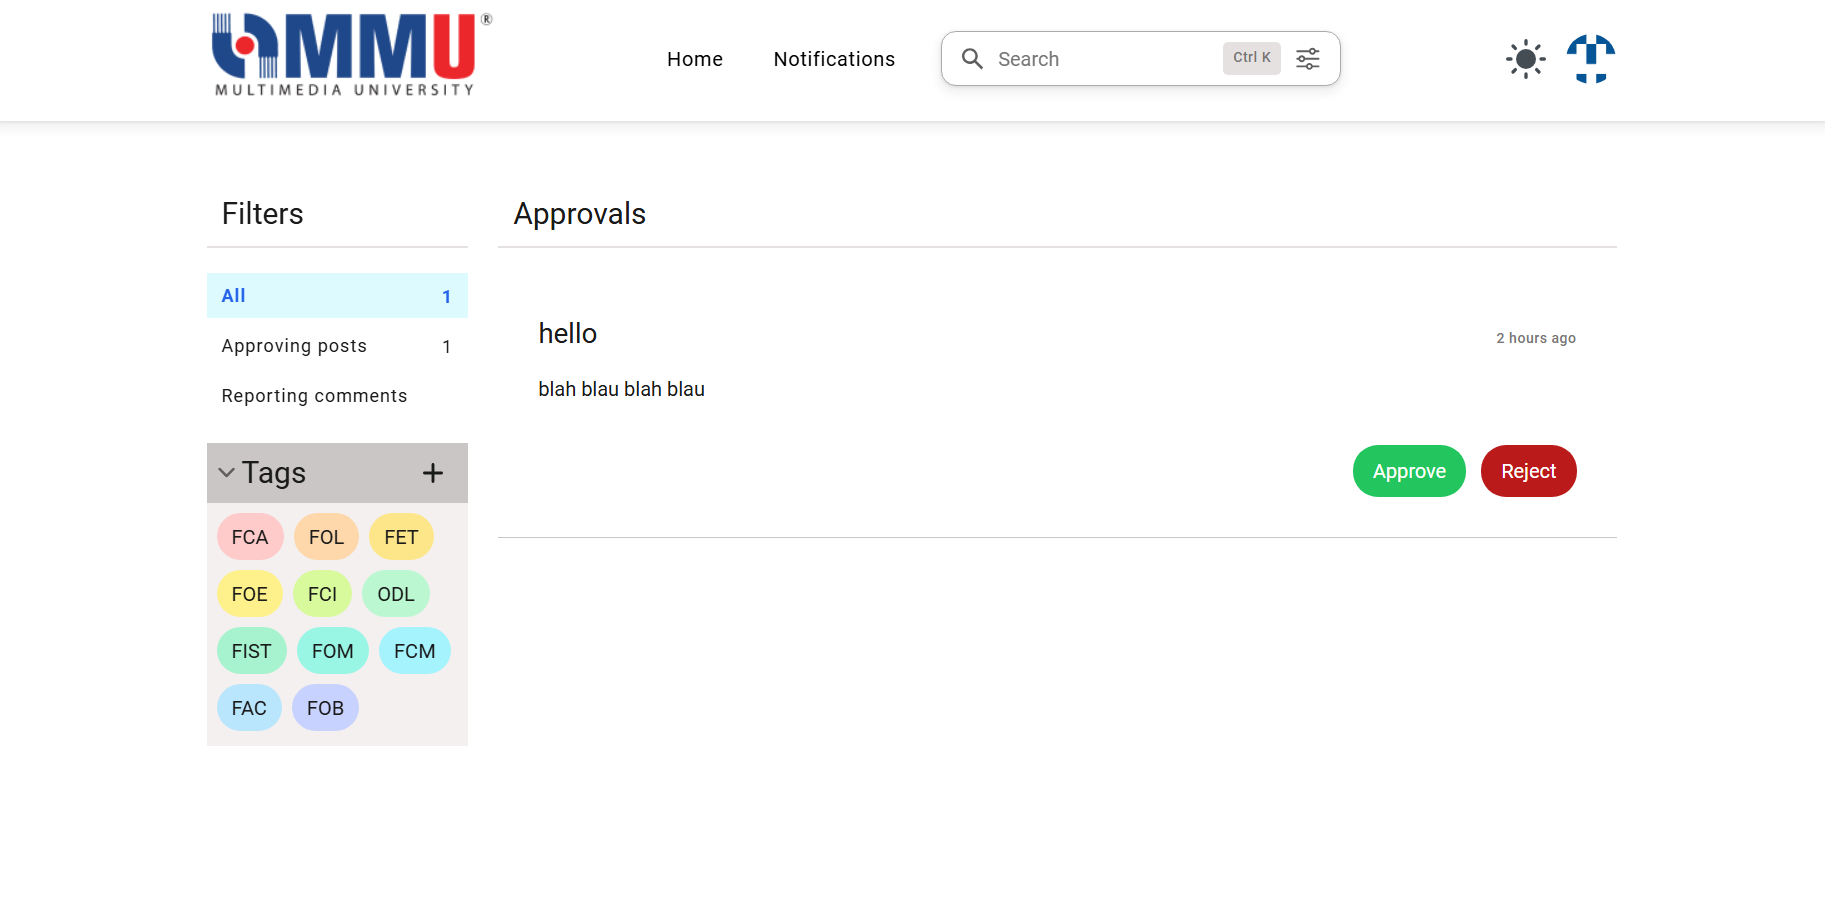 MMU®
MULTIMEDIA UNIVERSITY
Home
Notifications
Search
Ctrl K
Filters
All 1
Approving posts 1
Reporting comments
Tags +
FCA FOL FET
FOE FCI ODL
FIST FOM FCM
FAC FOB
Approvals
hello
2 hours ago
blah blau blah blau
Approve
Reject